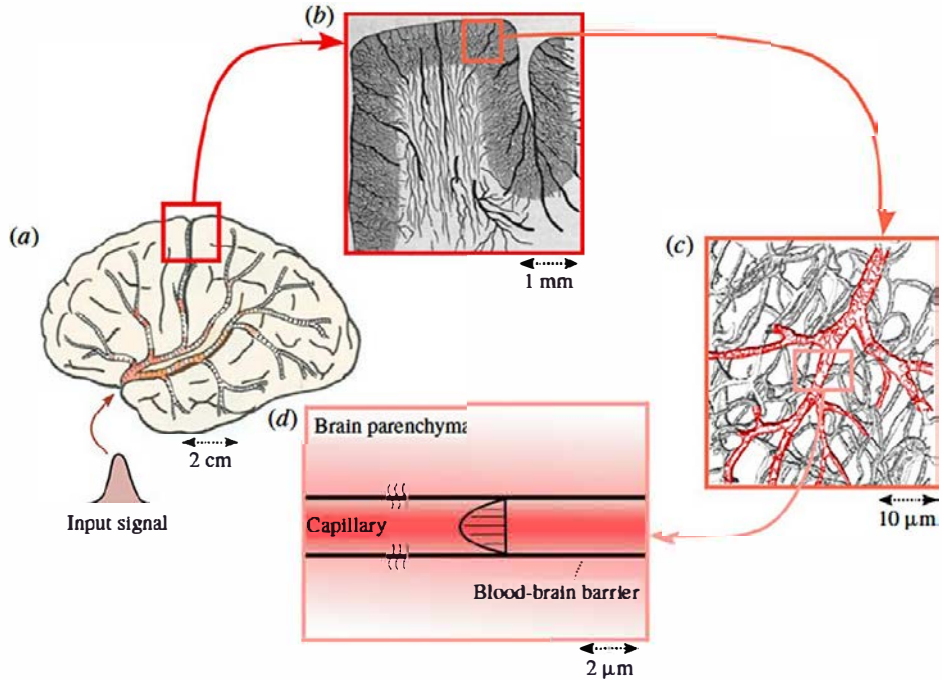 (b)
1 mm
(a)
2 cm
Input signal
(c)
10 μm
(d)
Brain parenchyma
Capillary
Blood-brain barrier
2 μm